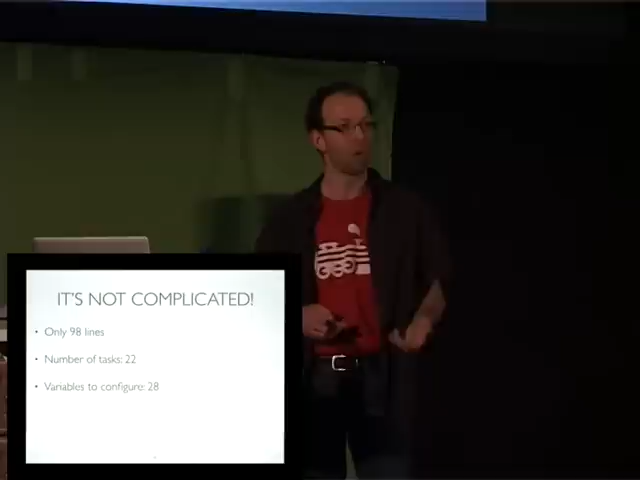 IT'S NOT COMPLICATED!
• Only 98 lines
• Number of tasks: 22
• Variables to configure: 28